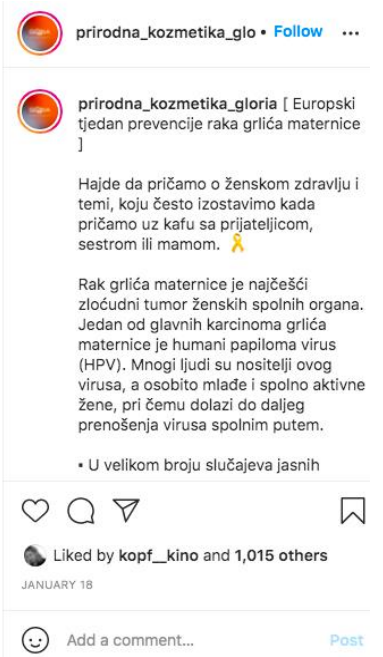 prirodna_kozmetika_glo • Follow ...
prirodna_kozmetika_gloria [ Europski
tjedan prevencije raka grlića maternice
]
Hajde da pričamo o ženskom zdravlju i
temi, koju često izostavimo kada
pričamo uz kafu sa prijateljicom,
sestrom ili mamom. 🎗
Rak grlića maternice je najčešći
zloćudni tumor ženskih spolnih organa.
Jedan od glavnih karcinoma grlića
maternice je humani papiloma virus
(HPV). Mnogi ljudi su nositelji ovog
virusa, a osobito mlađe i spolno aktivne
žene, pri čemu dolazi do daljeg
prenošenja virusa spolnim putem.
▪ U velikom broju slučajeva jasnih
Liked by kopf__kino and 1,015 others
JANUARY 18
Add a comment... Post